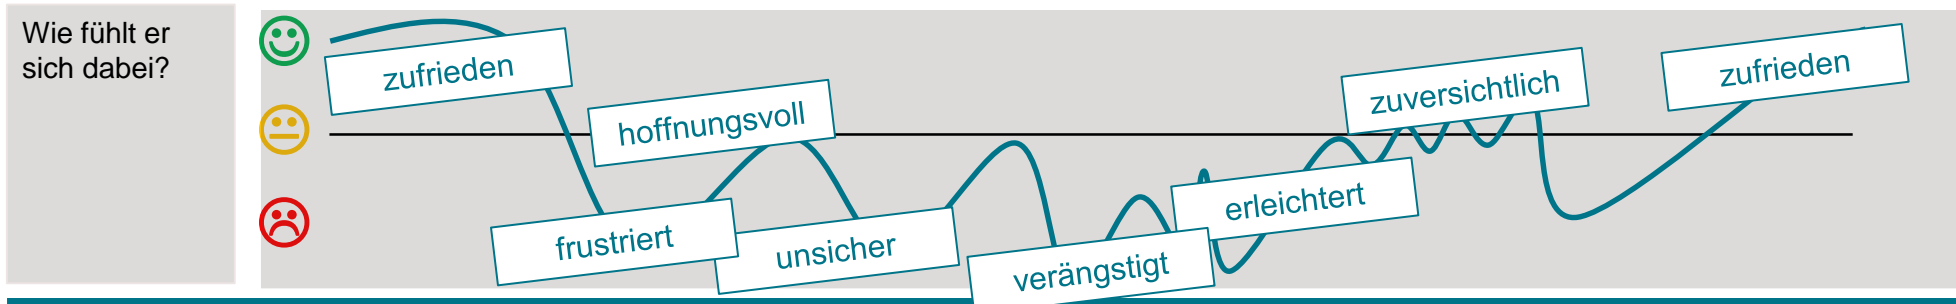 Wie fühlt er
sich dabei?
zufrieden
frustriert
hoffnungsvoll
unsicher
verängstigt
erleichtert
zuversichtlich
zufrieden